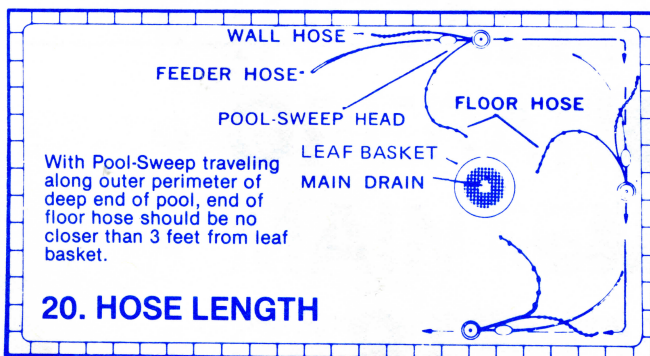 WALL HOSE
FEEDER HOSE
POOL-SWEEP HEAD
FLOOR HOSE
LEAF BASKET
MAIN DRAIN
With Pool-Sweep traveling
along outer perimeter of
deep end of pool, end of
floor hose should be no
closer than 3 feet from leaf
basket.
20. HOSE LENGTH